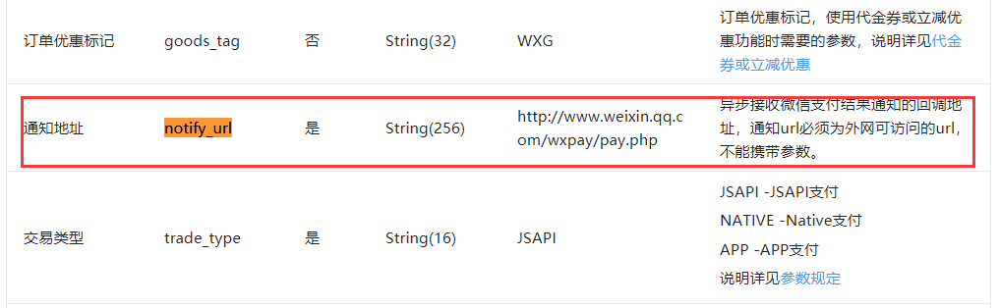 订单优惠标记 goods_tag 否 String(32) WXG 订单优惠标记，使用代金券或立减优
惠功能时需要的参数，说明详见代金
券或立减优惠
通知地址 notify_url 是 String(256) http://www.weixin.qq.c
om/wxpay/pay.php
异步接收微信支付结果通知的回调地
址，通知url必须为外网可访问的url，
不能携带参数。
交易类型 trade_type 是 String(16) JSAPI
JSAPI -JSAPI支付
NATIVE -Native支付
APP -APP支付
说明详见参数规定